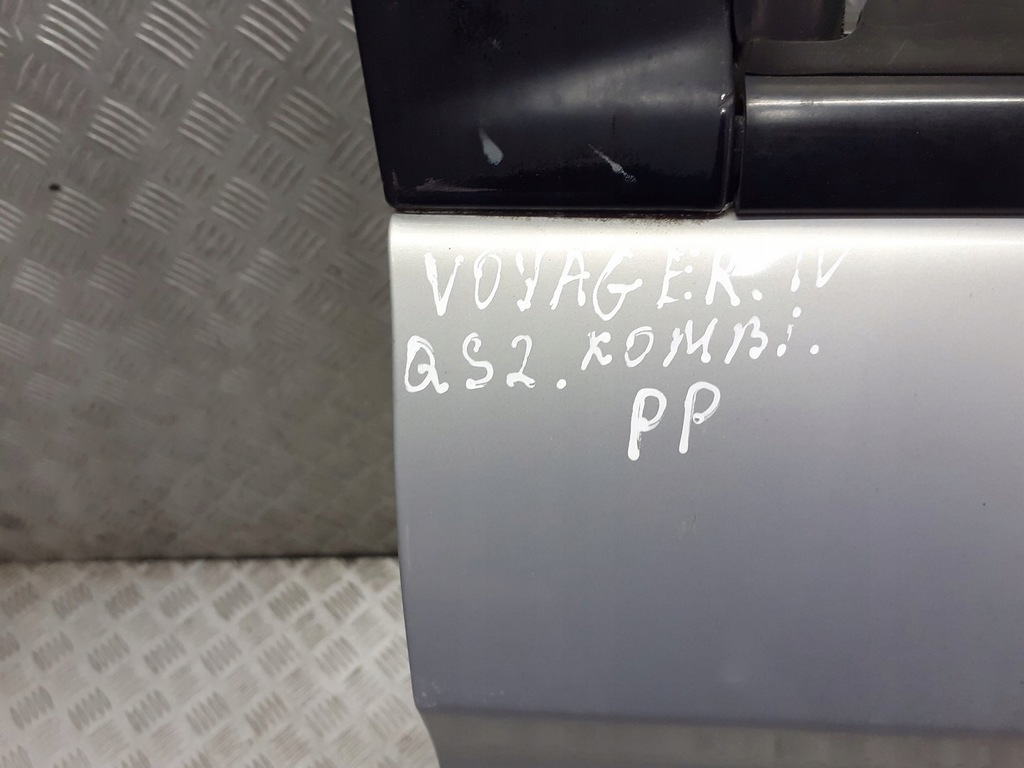 VOYAGER. IV
QS2. KOMBi.
PP